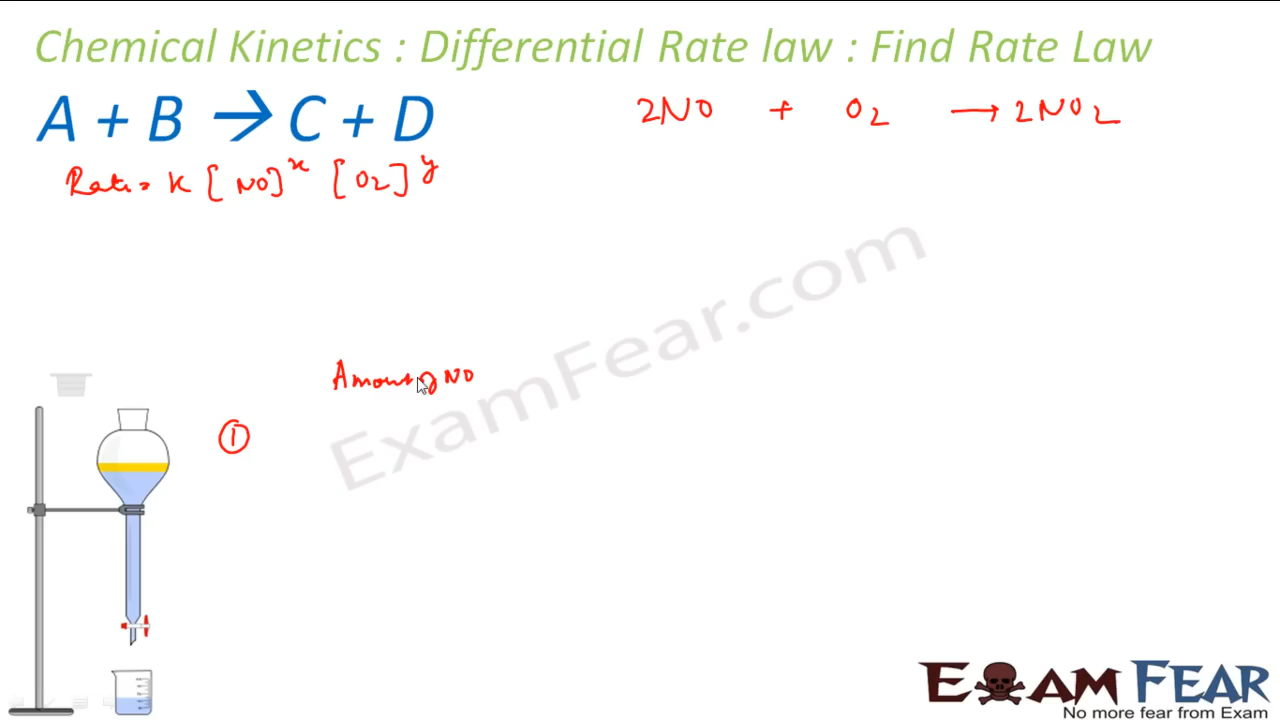 Chemical Kinetics : Differential Rate law : Find Rate Law
A + B → C + D
2NO + O₂ → 2NO₂
Rate = K [NO]ˣ [O₂]ʸ
ExamFear.com
Amount of NO
①
EXAM FEAR
No more fear from Exam